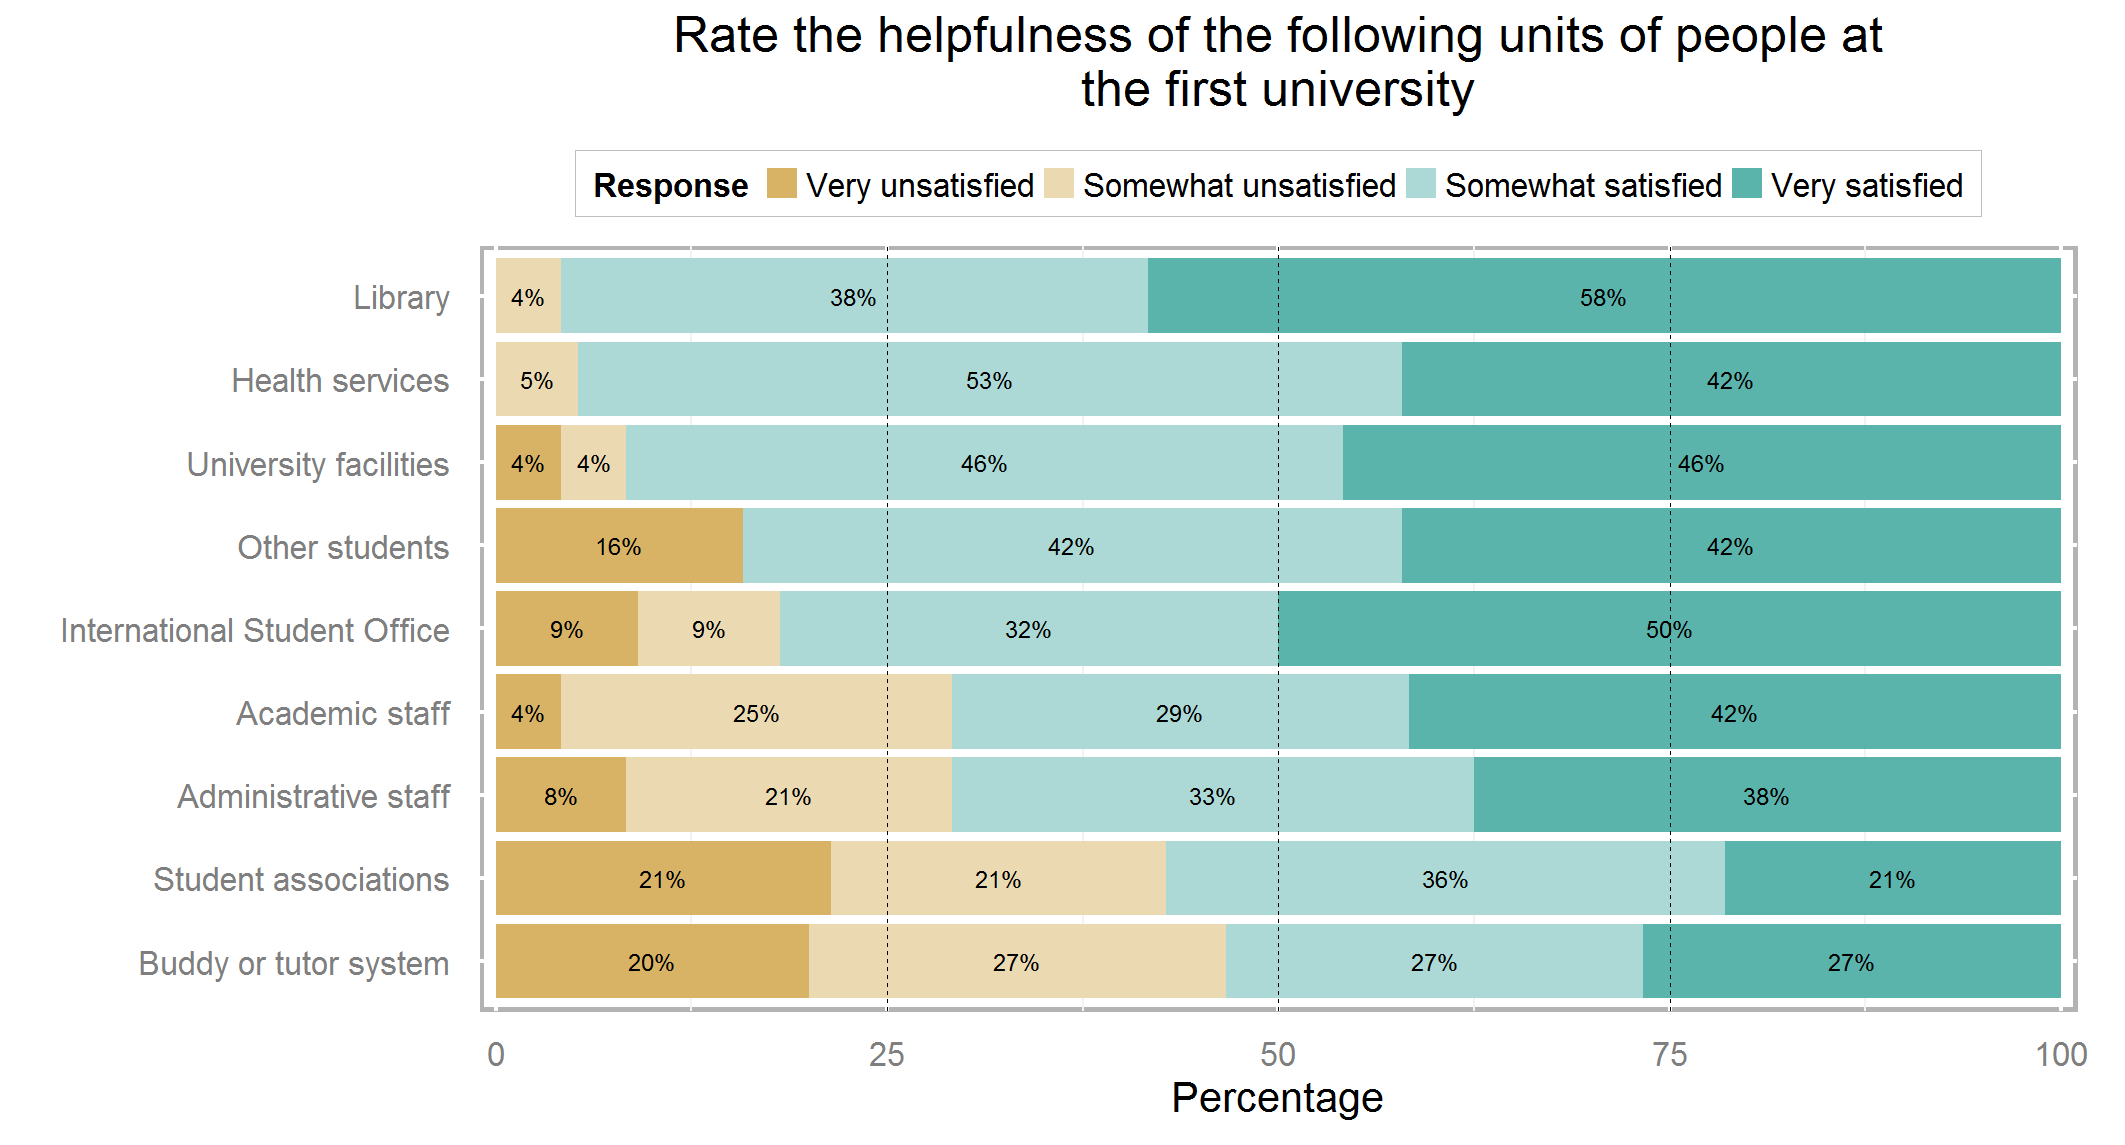 Rate the helpfulness of the following units of people at
the first university
Response Very unsatisfied Somewhat unsatisfied Somewhat satisfied Very satisfied
Library 4% 38% 58%
Health services 5% 53% 42%
University facilities 4% 4% 46% 46%
Other students 16% 42% 42%
International Student Office 9% 9% 32% 50%
Academic staff 4% 25% 29% 42%
Administrative staff 8% 21% 33% 38%
Student associations 21% 21% 36% 21%
Buddy or tutor system 20% 27% 27% 27%
0 25 50 75 100
Percentage